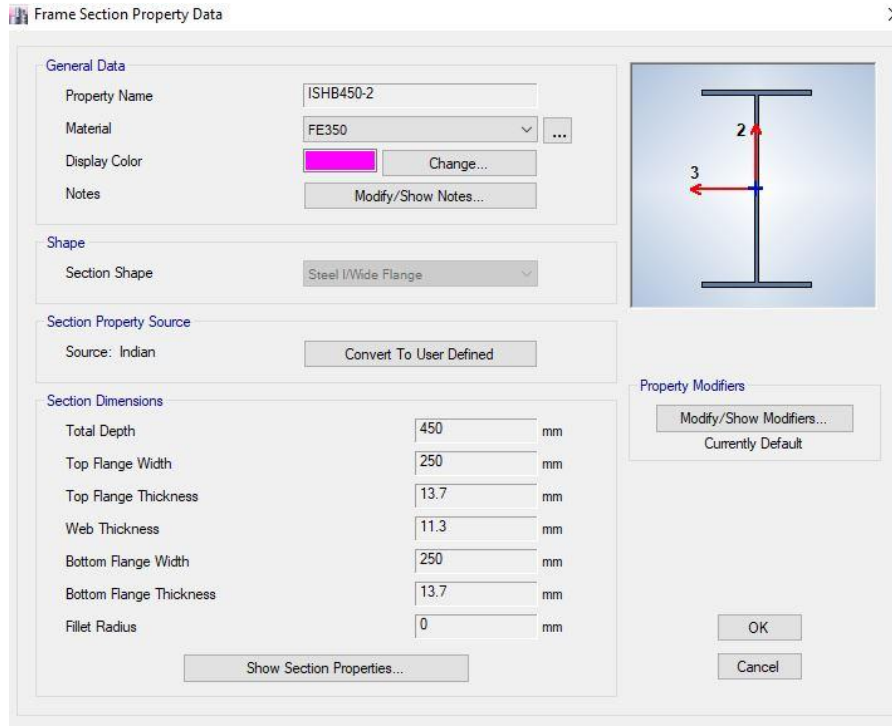 Frame Section Property Data
General Data
Property Name ISHB450-2
Material FE350 ...
Display Color Change...
Notes Modify/Show Notes...
Shape
Section Shape Steel I/Wide Flange
Section Property Source
Source: Indian Convert To User Defined
Section Dimensions
Total Depth 450 mm
Top Flange Width 250 mm
Top Flange Thickness 13.7 mm
Web Thickness 11.3 mm
Bottom Flange Width 250 mm
Bottom Flange Thickness 13.7 mm
Fillet Radius 0 mm
Show Section Properties...
2
3
Property Modifiers
Modify/Show Modifiers...
Currently Default
OK
Cancel